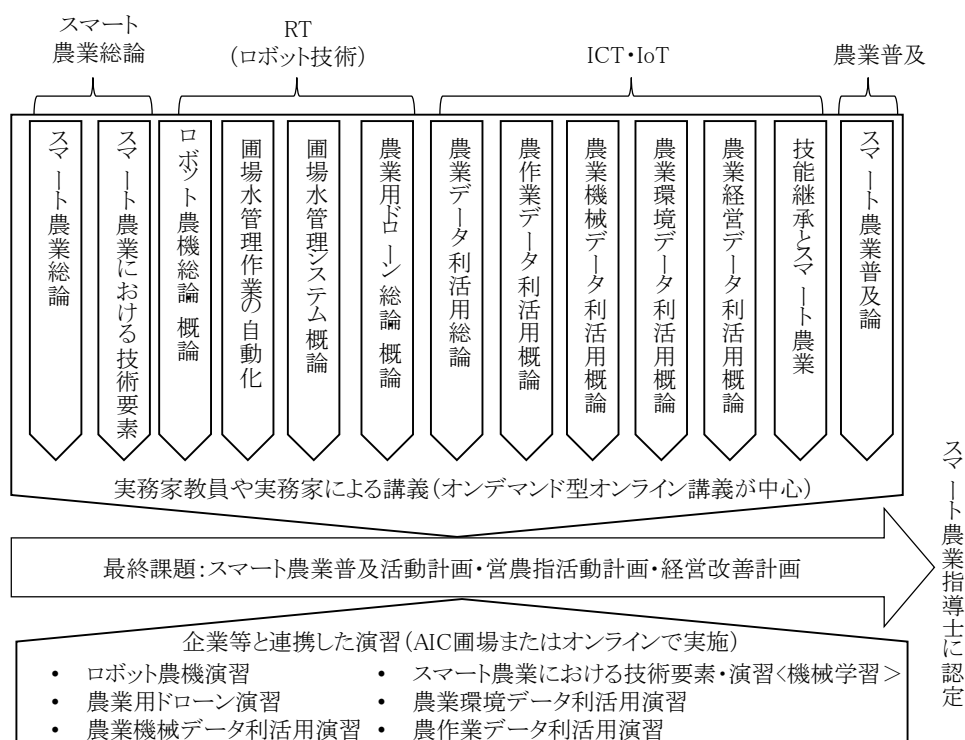 スマート
農業総論
RT
(ロボット技術)
ICT・IoT
農業普及
スマート農業総論
スマート農業における技術要素
ロボット農機総論・概論
圃場水管理作業の自動化
圃場水管理システム概論
農業用ドローン総論・概論
農業データ利活用総論
農作業データ利活用概論
農業機械データ利活用概論
農業環境データ利活用概論
農業経営データ利活用概論
技能継承とスマート農業
スマート農業普及論
実務家教員や実務家による講義(オンデマンド型オンライン講義が中心)
最終課題:スマート農業普及活動計画・営農指活動計画・経営改善計画
スマート農業指導士に認定
企業等と連携した演習(AIC圃場またはオンラインで実施)
• ロボット農機演習
• 農業用ドローン演習
• 農業機械データ利活用演習
• スマート農業における技術要素・演習<機械学習>
• 農業環境データ利活用演習
• 農作業データ利活用演習